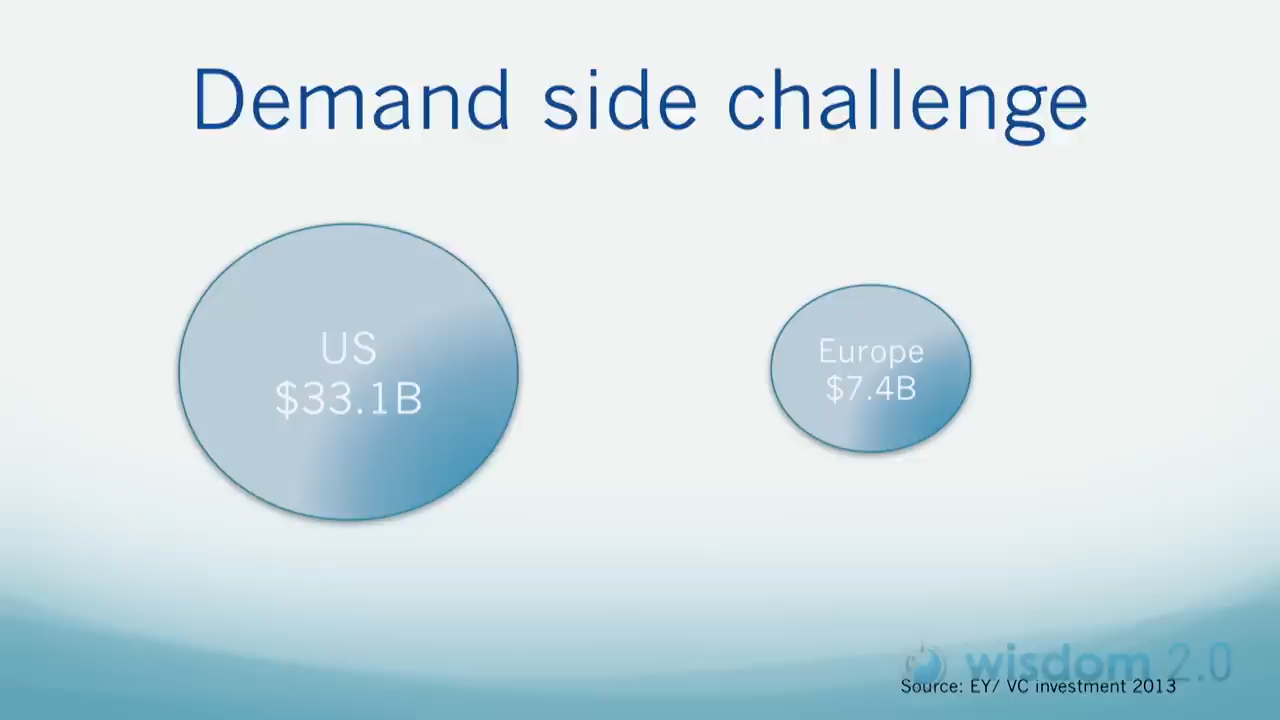 Demand side challenge
US
$33.1B
Europe
$7.4B
wisdom 2.0
Source: EY/ VC investment 2013